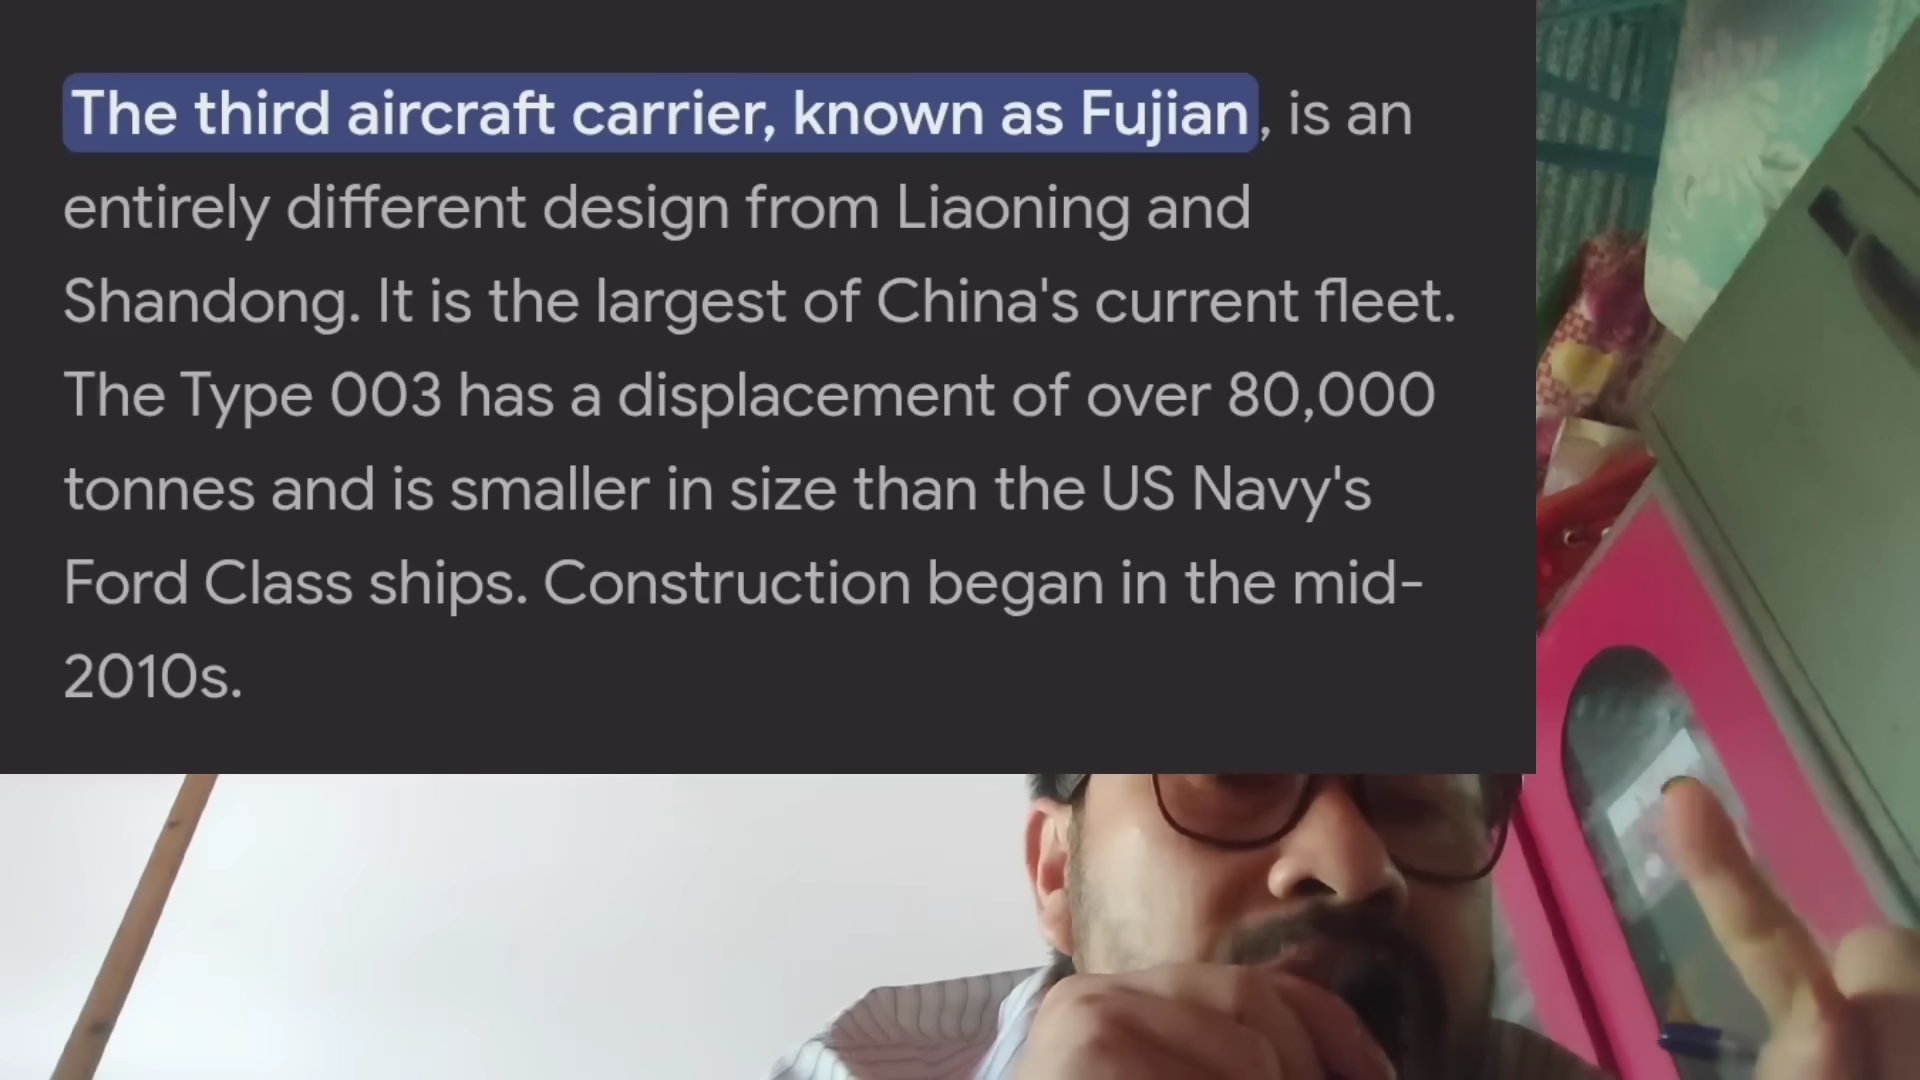 The third aircraft carrier, known as Fujian, is an
entirely different design from Liaoning and
Shandong. It is the largest of China's current fleet.
The Type 003 has a displacement of over 80,000
tonnes and is smaller in size than the US Navy's
Ford Class ships. Construction began in the mid-
2010s.